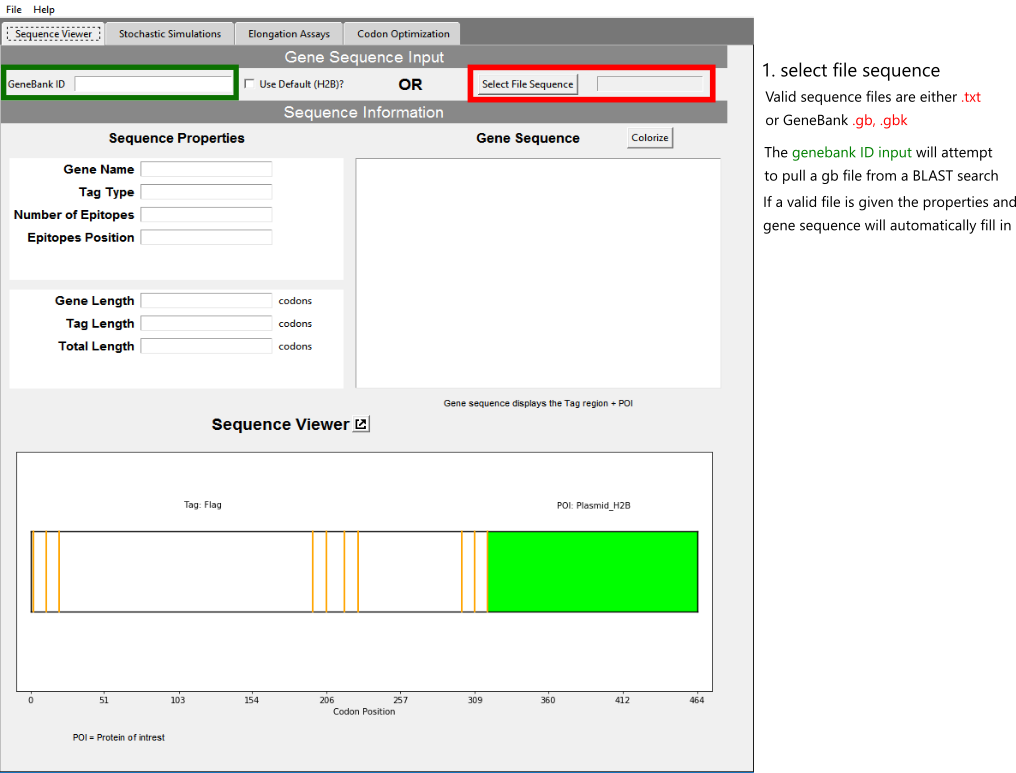 File Help
Sequence Viewer Stochastic Simulations Elongation Assays Codon Optimization
Gene Sequence Input
GeneBank ID Use Default (H2B)? OR Select File Sequence
Sequence Information
Sequence Properties Gene Sequence Colorize
Gene Name
Tag Type
Number of Epitopes
Epitopes Position
Gene Length codons
Tag Length codons
Total Length codons
Gene sequence displays the Tag region + POI
Sequence Viewer
Tag: Flag POI: Plasmid_H2B
0 51 103 154 206 257 309 360 412 464
Codon Position
POI = Protein of intrest
1. select file sequence
Valid sequence files are either .txt
or GeneBank .gb, .gbk
The genebank ID input will attempt
to pull a gb file from a BLAST search
If a valid file is given the properties and
gene sequence will automatically fill in